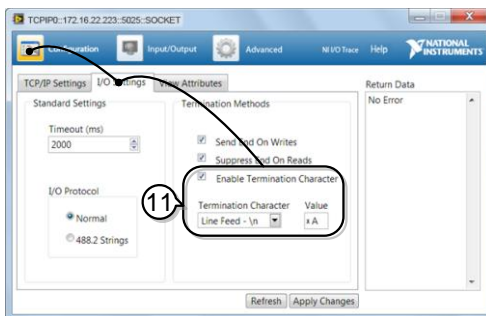 TCPIP0::172.16.22.223::5025::SOCKET
Configuration Input/Output Advanced NI I/O Trace Help NATIONAL INSTRUMENTS
TCP/IP Settings I/O Settings View Attributes Return Data
Standard Settings Termination Methods No Error
Timeout (ms)
2000
Send End On Writes
Suppress End On Reads
Enable Termination Character
I/O Protocol
11
Termination Character Value
Normal
Line Feed - \n x A
488.2 Strings
Refresh Apply Changes